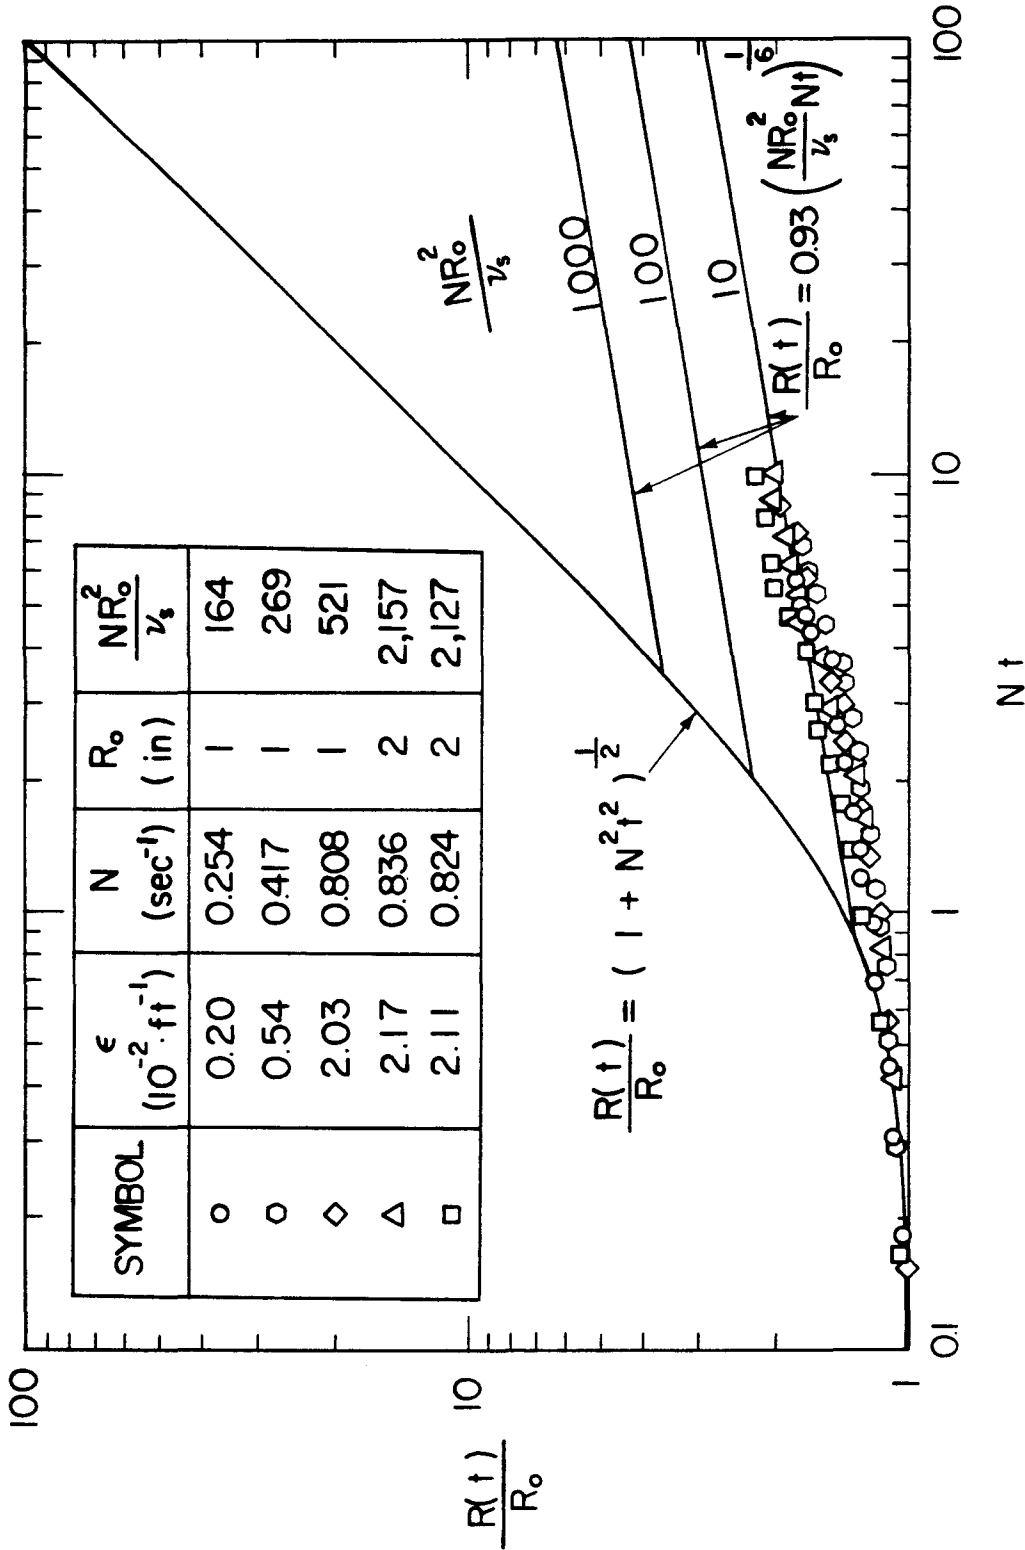 100
10
1
R(t)
R₀
SYMBOL ϵ (10⁻²·ft⁻¹) N (sec⁻¹) R₀ (in) NR₀²/νₛ
○ 0.20 0.254 1 164
⬡ 0.54 0.417 1 269
◇ 2.03 0.808 1 521
△ 2.17 0.836 2 2,157
□ 2.11 0.824 2 2,127
R(t)/R₀ = (1 + N²t²)^1/2
NR₀²/νₛ
1000
100
10
R(t)/R₀ = 0.93 (NR₀²/νₛ Nt)^1/6
0.1
1
10
100
Nt